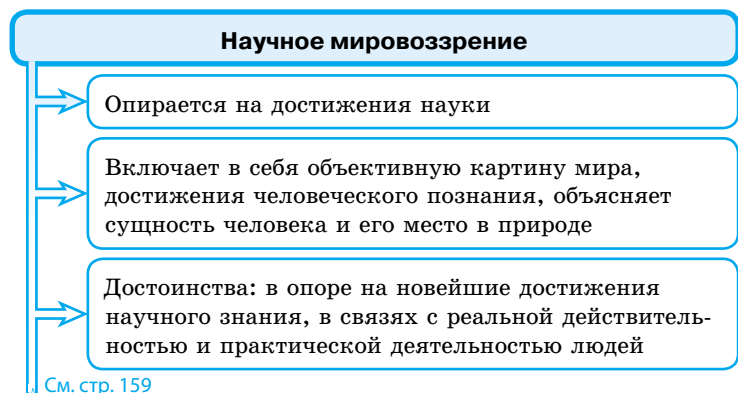 Научное мировоззрение
Опирается на достижения науки
Включает в себя объективную картину мира,
достижения человеческого познания, объясняет
сущность человека и его место в природе
Достоинства: в опоре на новейшие достижения
научного знания, в связях с реальной действитель-
ностью и практической деятельностью людей
См. стр. 159